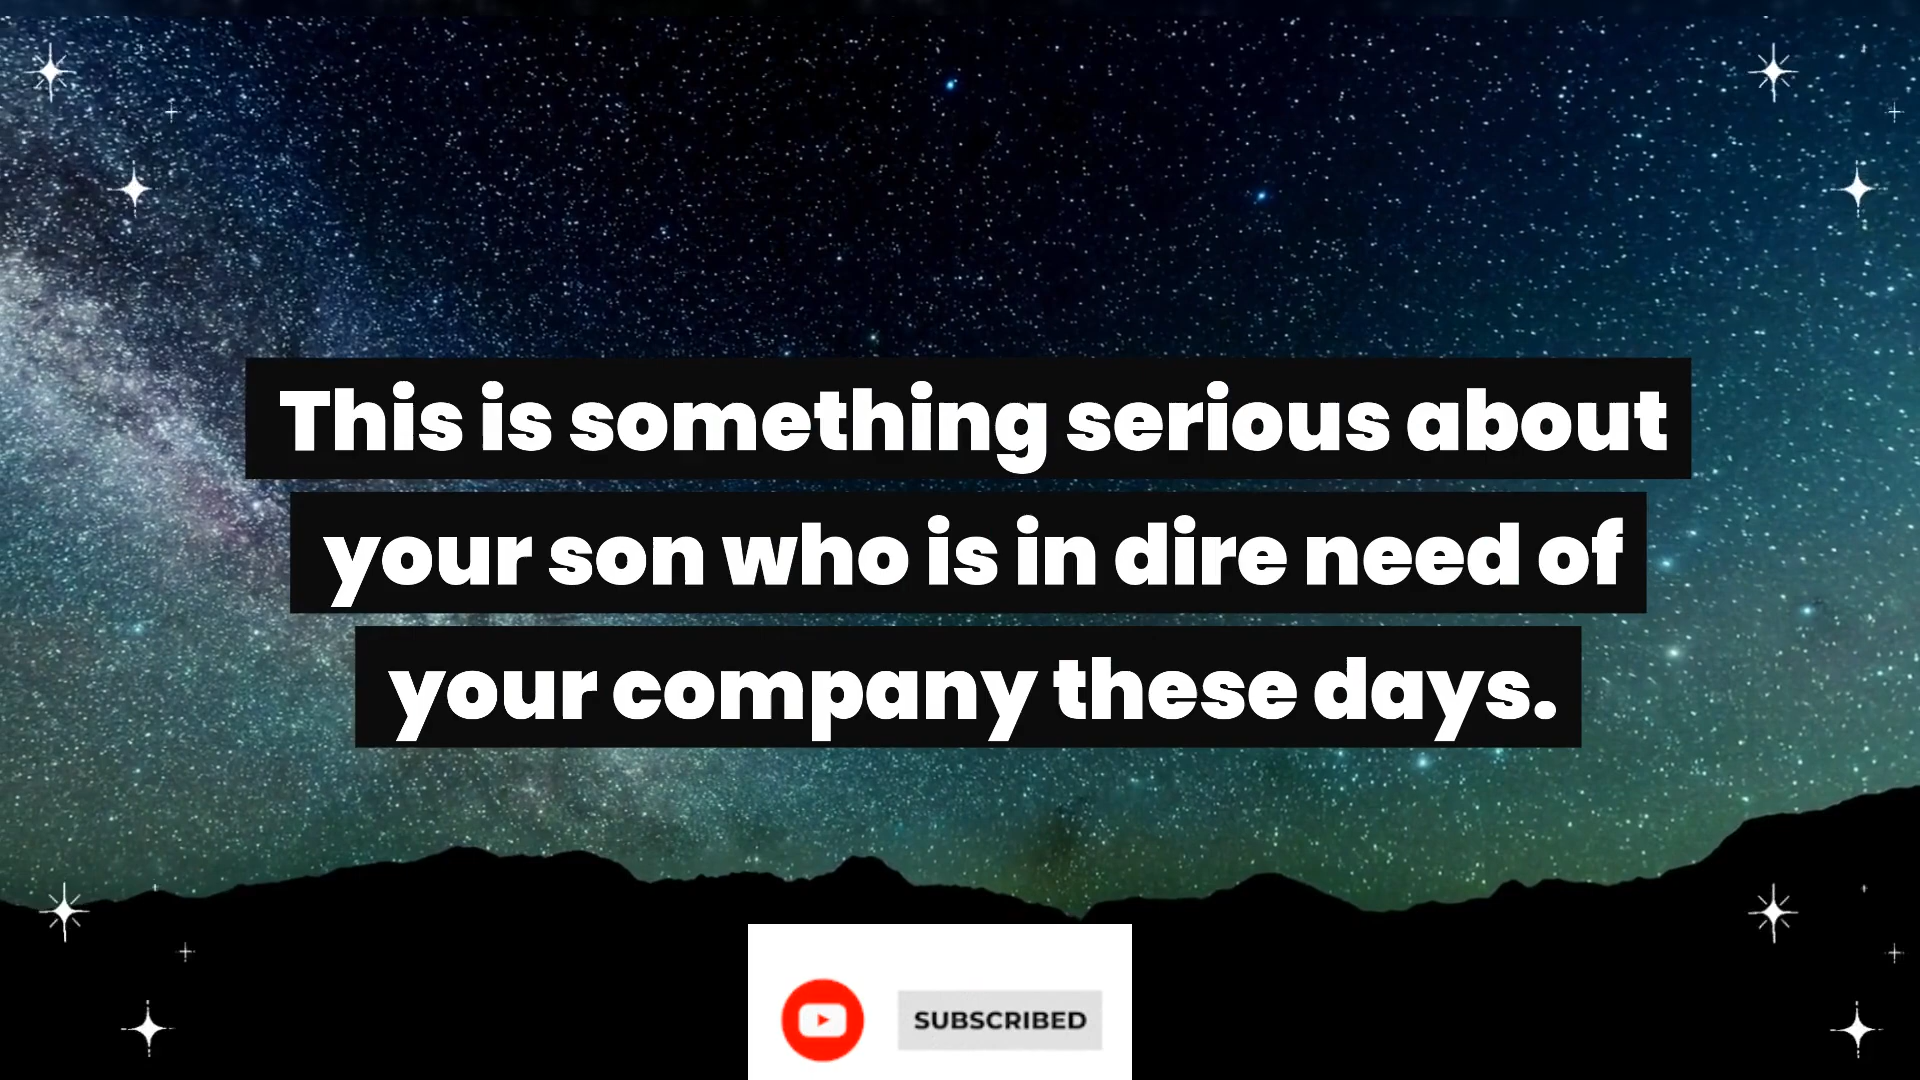 This is something serious about
your son who is in dire need of
your company these days.
SUBSCRIBED